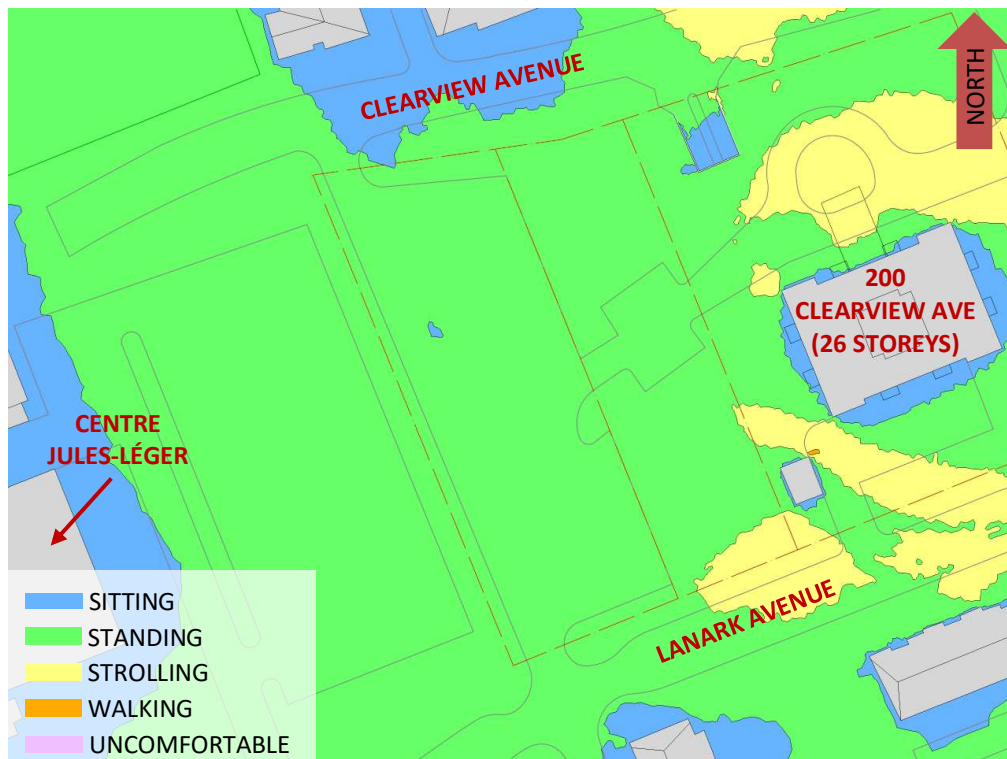 CLEARVIEW AVENUE
NORTH
200
CLEARVIEW AVE
(26 STOREYS)
CENTRE
JULES-LÉGER
LANARK AVENUE
SITTING
STANDING
STROLLING
WALKING
UNCOMFORTABLE